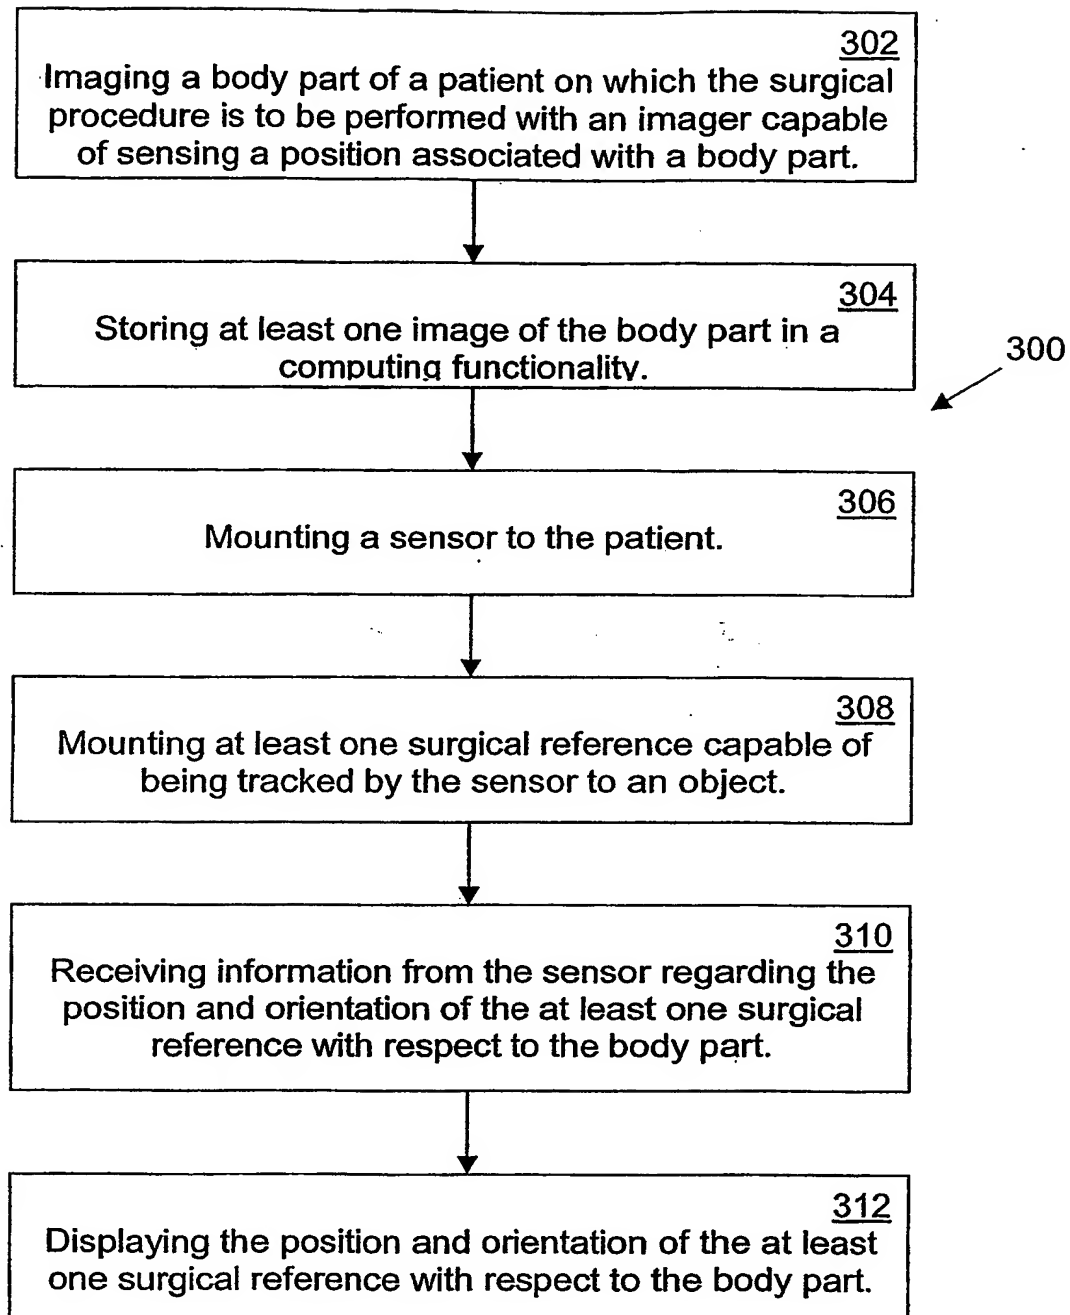 302
Imaging a body part of a patient on which the surgical
procedure is to be performed with an imager capable
of sensing a position associated with a body part.
304
Storing at least one image of the body part in a
computing functionality.
300
306
Mounting a sensor to the patient.
308
Mounting at least one surgical reference capable of
being tracked by the sensor to an object.
310
Receiving information from the sensor regarding the
position and orientation of the at least one surgical
reference with respect to the body part.
312
Displaying the position and orientation of the at least
one surgical reference with respect to the body part.